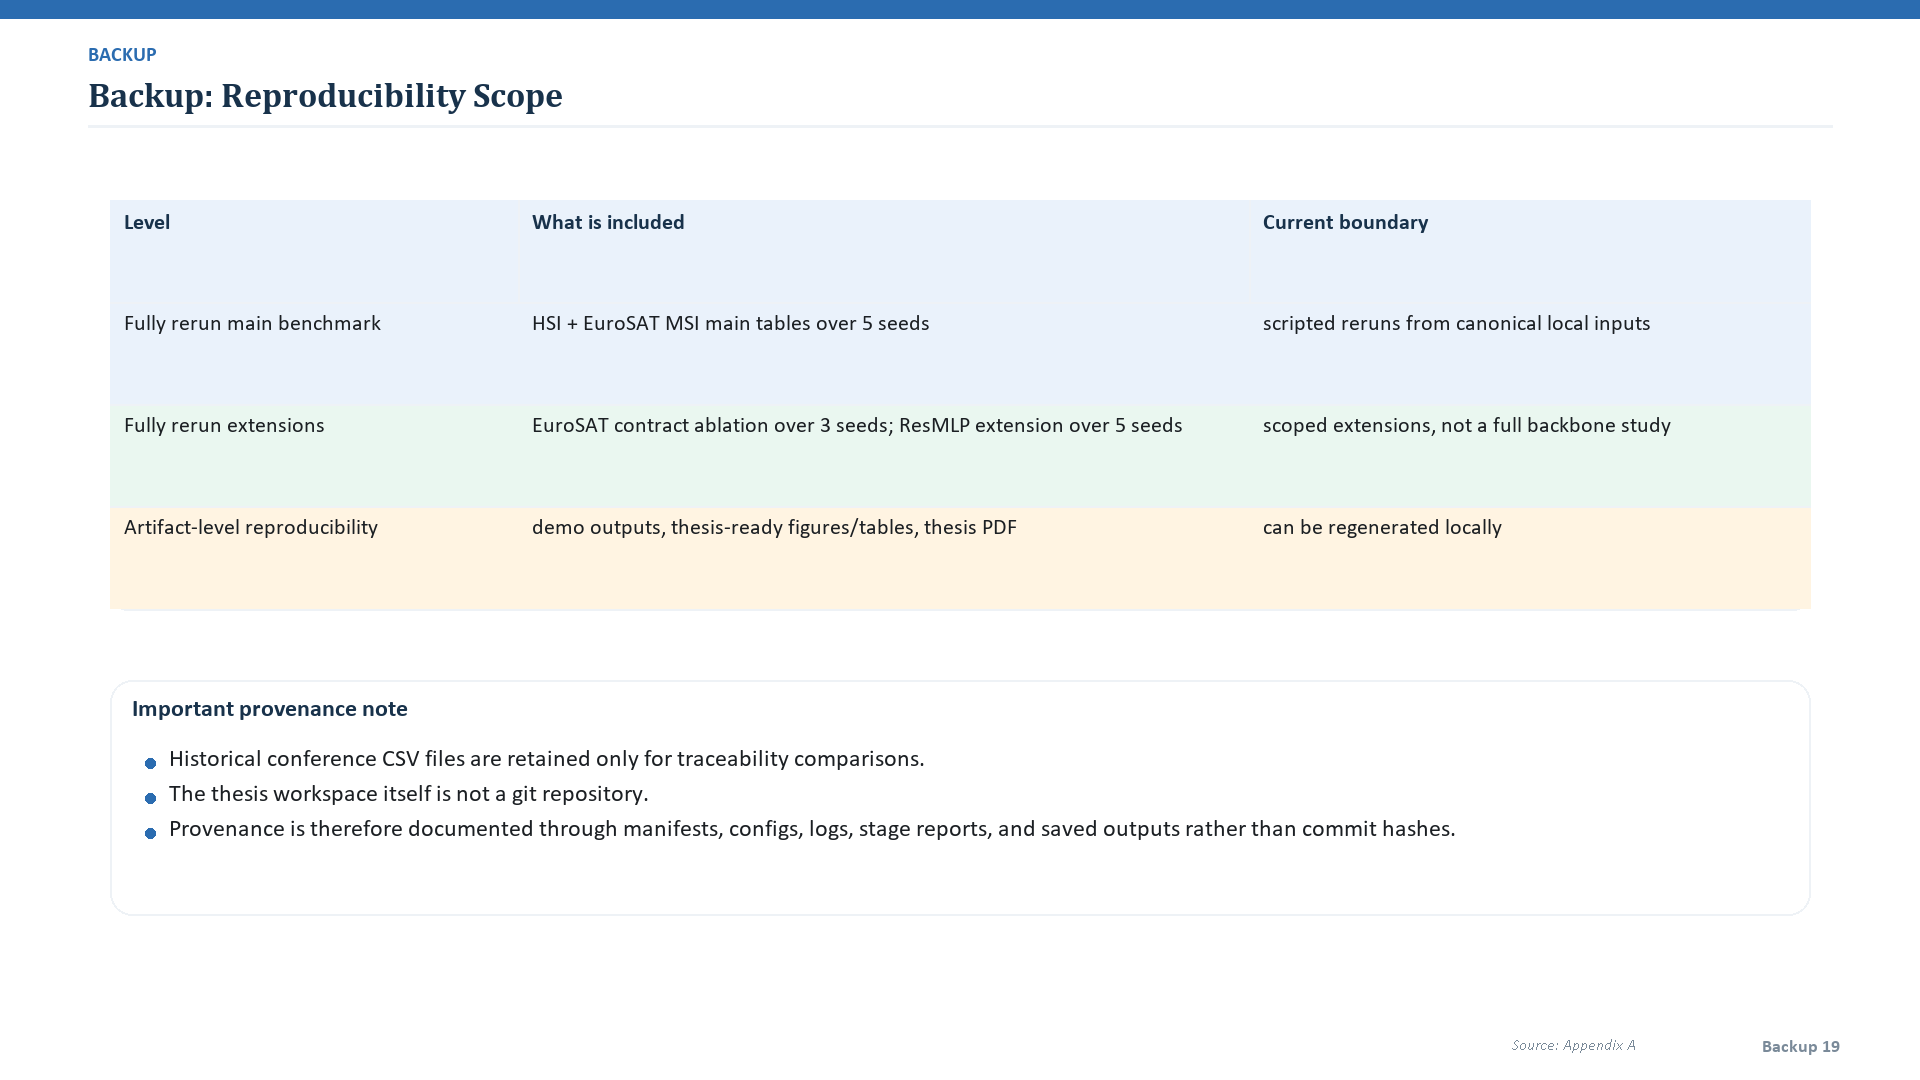 BACKUP
Backup: Reproducibility Scope
Level What is included Current boundary
Fully rerun main benchmark HSI + EuroSAT MSI main tables over 5 seeds scripted reruns from canonical local inputs
Fully rerun extensions EuroSAT contract ablation over 3 seeds; ResMLP extension over 5 seeds scoped extensions, not a full backbone study
Artifact-level reproducibility demo outputs, thesis-ready figures/tables, thesis PDF can be regenerated locally
Important provenance note
Historical conference CSV files are retained only for traceability comparisons.
The thesis workspace itself is not a git repository.
Provenance is therefore documented through manifests, configs, logs, stage reports, and saved outputs rather than commit hashes.
Source: Appendix A Backup 19